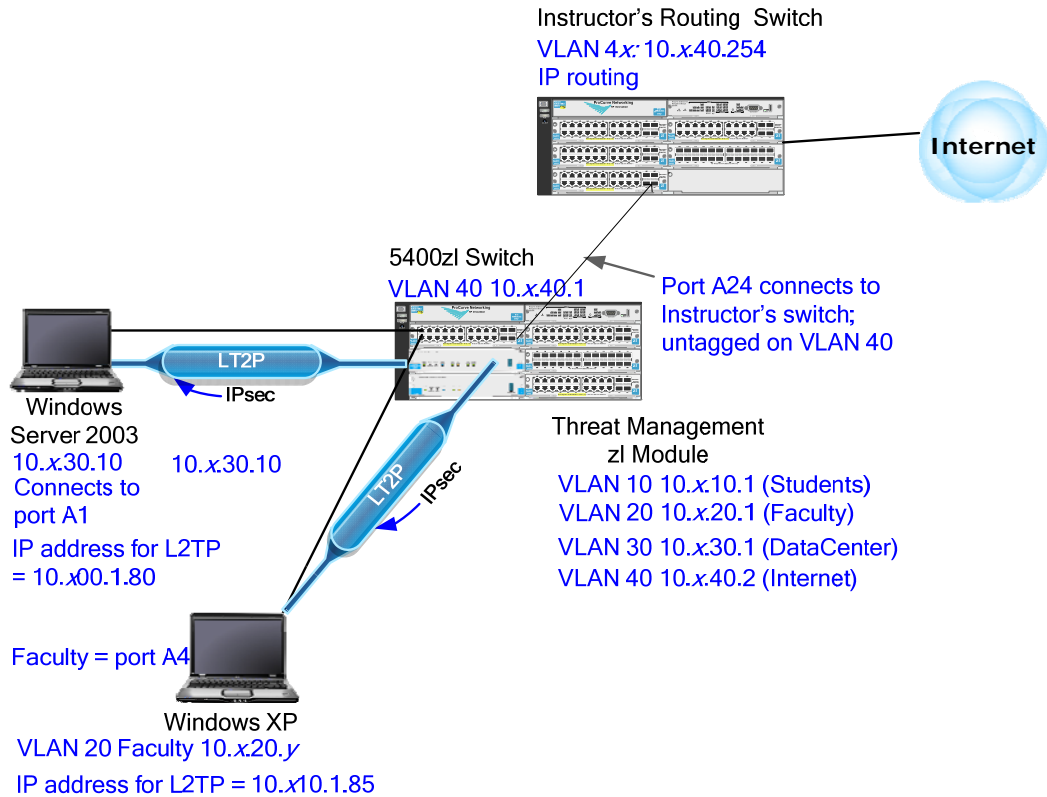 Instructor's Routing Switch
VLAN 4x: 10.x.40.254
IP routing
ProCurve Networking
Internet
5400zl Switch
VLAN 40 10.x.40.1
Port A24 connects to
Instructor's switch;
untagged on VLAN 40
ProCurve Networking
LT2P
IPsec
Windows
Server 2003
10.x.30.10
10.x.30.10
Connects to
port A1
IP address for L2TP
= 10.x00.1.80
LT2P
IPsec
Threat Management
zl Module
VLAN 10 10.x.10.1 (Students)
VLAN 20 10.x.20.1 (Faculty)
VLAN 30 10.x.30.1 (DataCenter)
VLAN 40 10.x.40.2 (Internet)
Faculty = port A4
Windows XP
VLAN 20 Faculty 10.x.20.y
IP address for L2TP = 10.x10.1.85